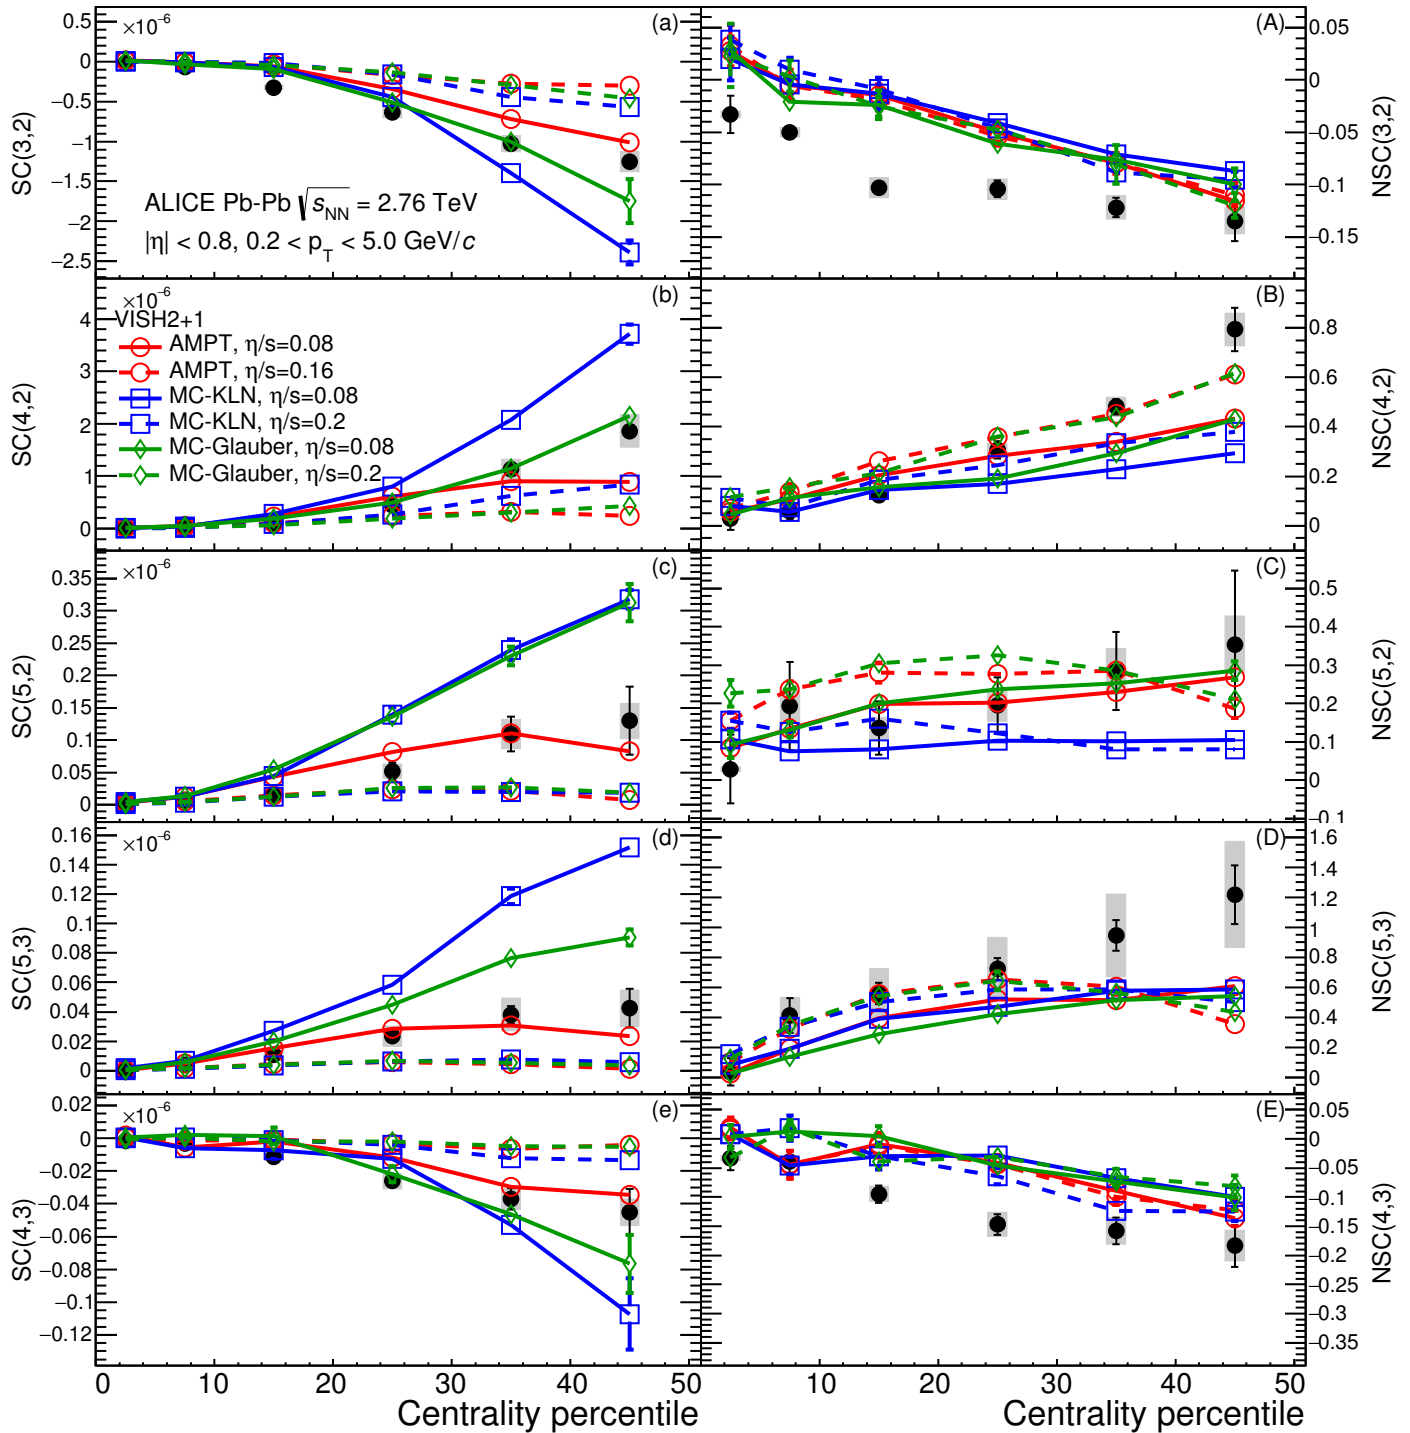 ×10⁻⁶
(a)
0.5
0
−0.5
−1
−1.5
−2
−2.5
SC(3,2)
ALICE Pb-Pb √s_NN = 2.76 TeV
|η| < 0.8, 0.2 < p_T < 5.0 GeV/c
(A)
0.05
0
−0.05
−0.1
−0.15
NSC(3,2)
×10⁻⁶
(b)
4
3
2
1
0
SC(4,2)
VISH2+1
AMPT, η/s=0.08
AMPT, η/s=0.16
MC-KLN, η/s=0.08
MC-KLN, η/s=0.2
MC-Glauber, η/s=0.08
MC-Glauber, η/s=0.2
(B)
0.8
0.6
0.4
0.2
0
NSC(4,2)
×10⁻⁶
(c)
0.35
0.3
0.25
0.2
0.15
0.1
0.05
0
SC(5,2)
(C)
0.5
0.4
0.3
0.2
0.1
0
−0.1
NSC(5,2)
×10⁻⁶
(d)
0.16
0.14
0.12
0.1
0.08
0.06
0.04
0.02
0
SC(5,3)
(D)
1.6
1.4
1.2
1
0.8
0.6
0.4
0.2
0
NSC(5,3)
×10⁻⁶
(e)
0.02
0
−0.02
−0.04
−0.06
−0.08
−0.1
−0.12
SC(4,3)
(E)
0.05
0
−0.05
−0.1
−0.15
−0.2
−0.25
−0.3
−0.35
NSC(4,3)
0 10 20 30 40 50
Centrality percentile
10 20 30 40 50
Centrality percentile